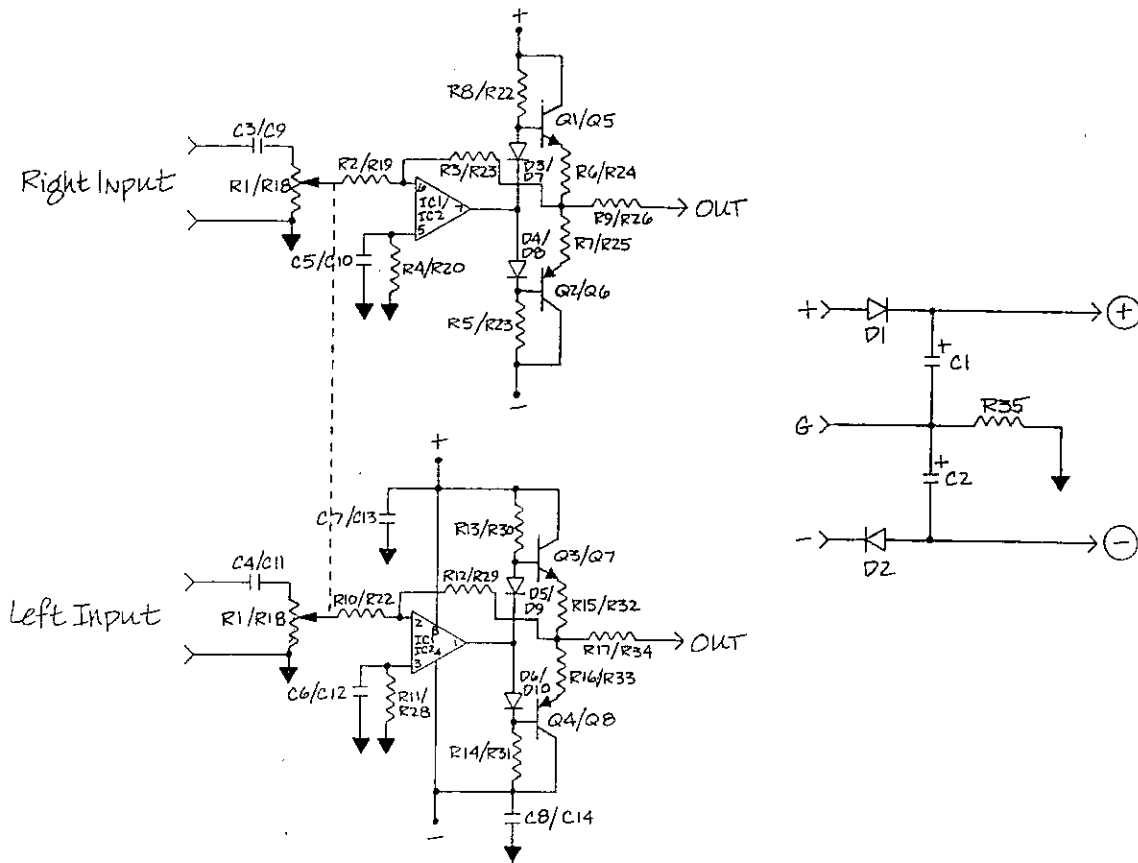 +
R8/R22
Q1/Q5
C3/C9
R2/R19
R3/R23
D3/
D7
R6/R24
Right Input
R1/R18
6
IC1/
IC2
7
5
R9/R26
OUT
D4/
D8
R7/R25
C5/C10
R4/R20
Q2/Q6
R5/R23
−
+
D1
+
+
C1
G
R35
+
C2
−
D2
−
+
C7/C13
R13/R30
Q3/Q7
C4/C11
R12/R29
D5/
D9
R15/R32
Left Input
R1/R18
R10/R22
2
IC1
8
IC2
4
1
3
R17/R34
OUT
D6/
D10
R16/R33
C6/C12
R11/
R28
Q4/Q8
R14/R31
−
C8/C14